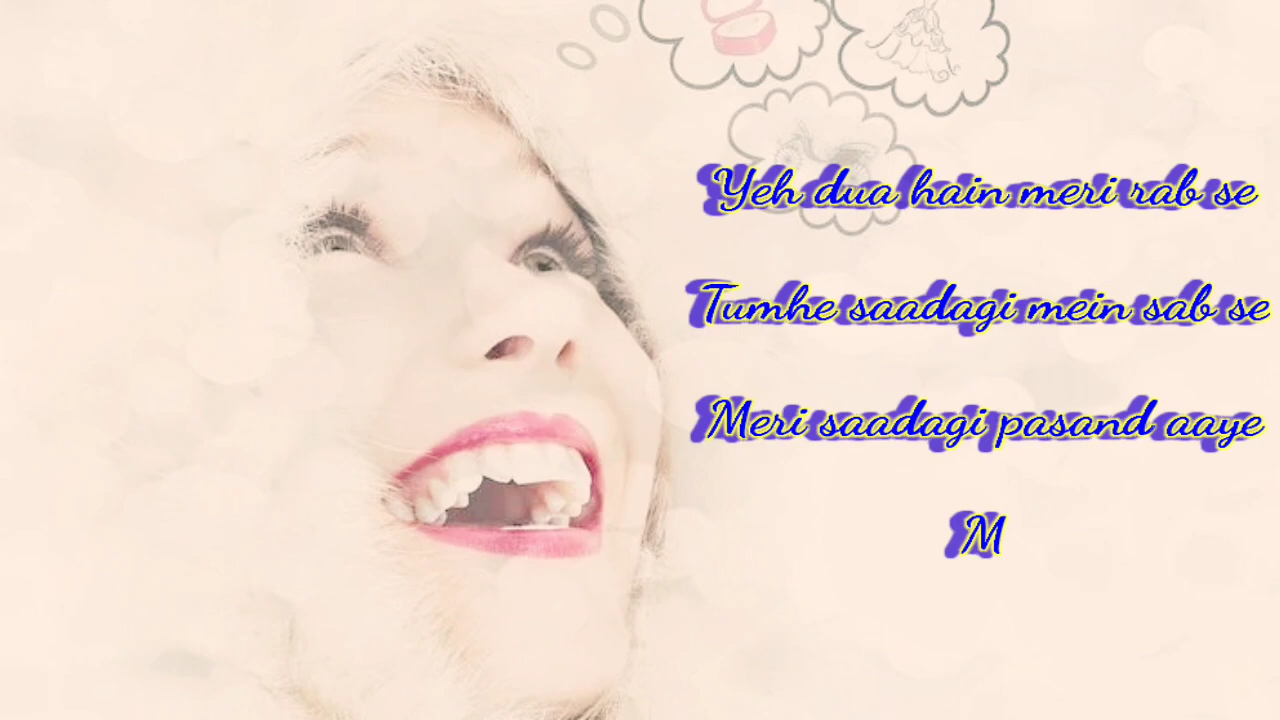 Yeh dua hain meri rab se
Tumhe saadagi mein sab se
Meri saadagi pasand aaye
M